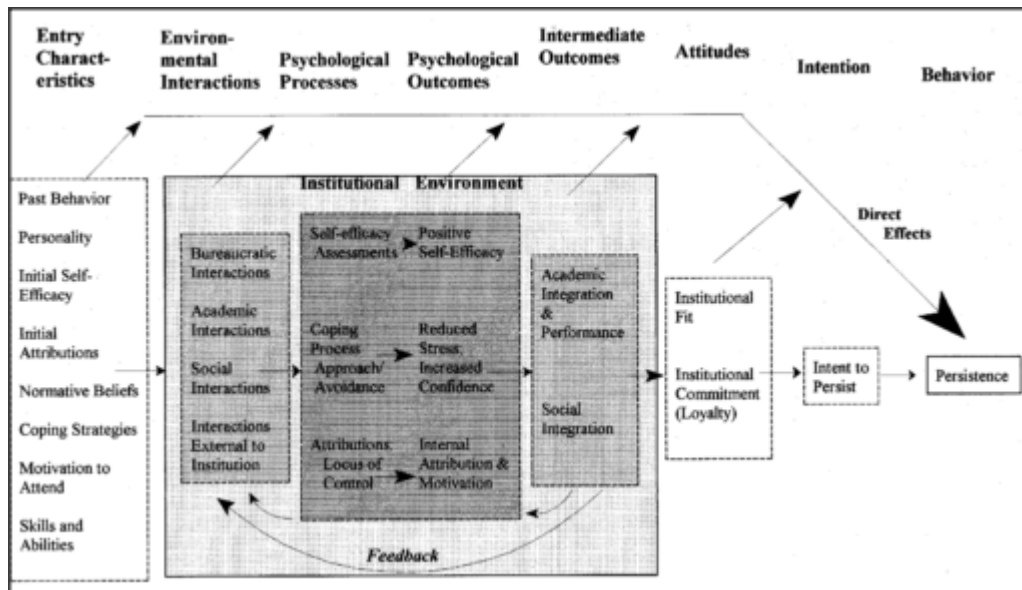 Entry
Charact-
eristics
Environ-
mental
Interactions
Psychological
Processes
Psychological
Outcomes
Intermediate
Outcomes
Attitudes
Intention
Behavior
Past Behavior
Personality
Initial Self-
Efficacy
Initial
Attributions
Normative Beliefs
Coping Strategies
Motivation to
Attend
Skills and
Abilities
Institutional Environment
Bureaucratic
Interactions
Academic
Interactions
Social
Interactions
Interactions
External to
Institution
Self-efficacy
Assessments
Positive
Self-Efficacy
Coping
Process
Approach/
Avoidance
Reduced
Stress;
Increased
Confidence
Attributions:
Locus of
Control
Internal
Attribution &
Motivation
Academic
Integration
&
Performance
Social
Integration
Feedback
Institutional
Fit
Institutional
Commitment
(Loyalty)
Direct
Effects
Intent to
Persist
Persistence